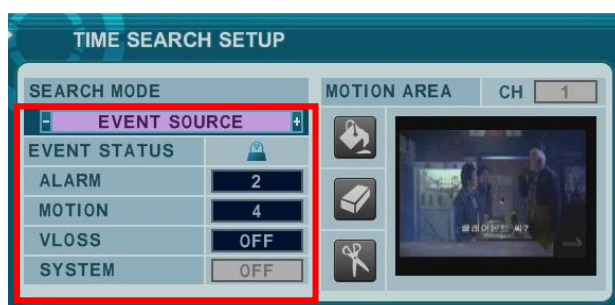 TIME SEARCH SETUP
SEARCH MODE
- EVENT SOURCE +
EVENT STATUS
ALARM 2
MOTION 4
VLOSS OFF
SYSTEM OFF
MOTION AREA CH 1
씨?